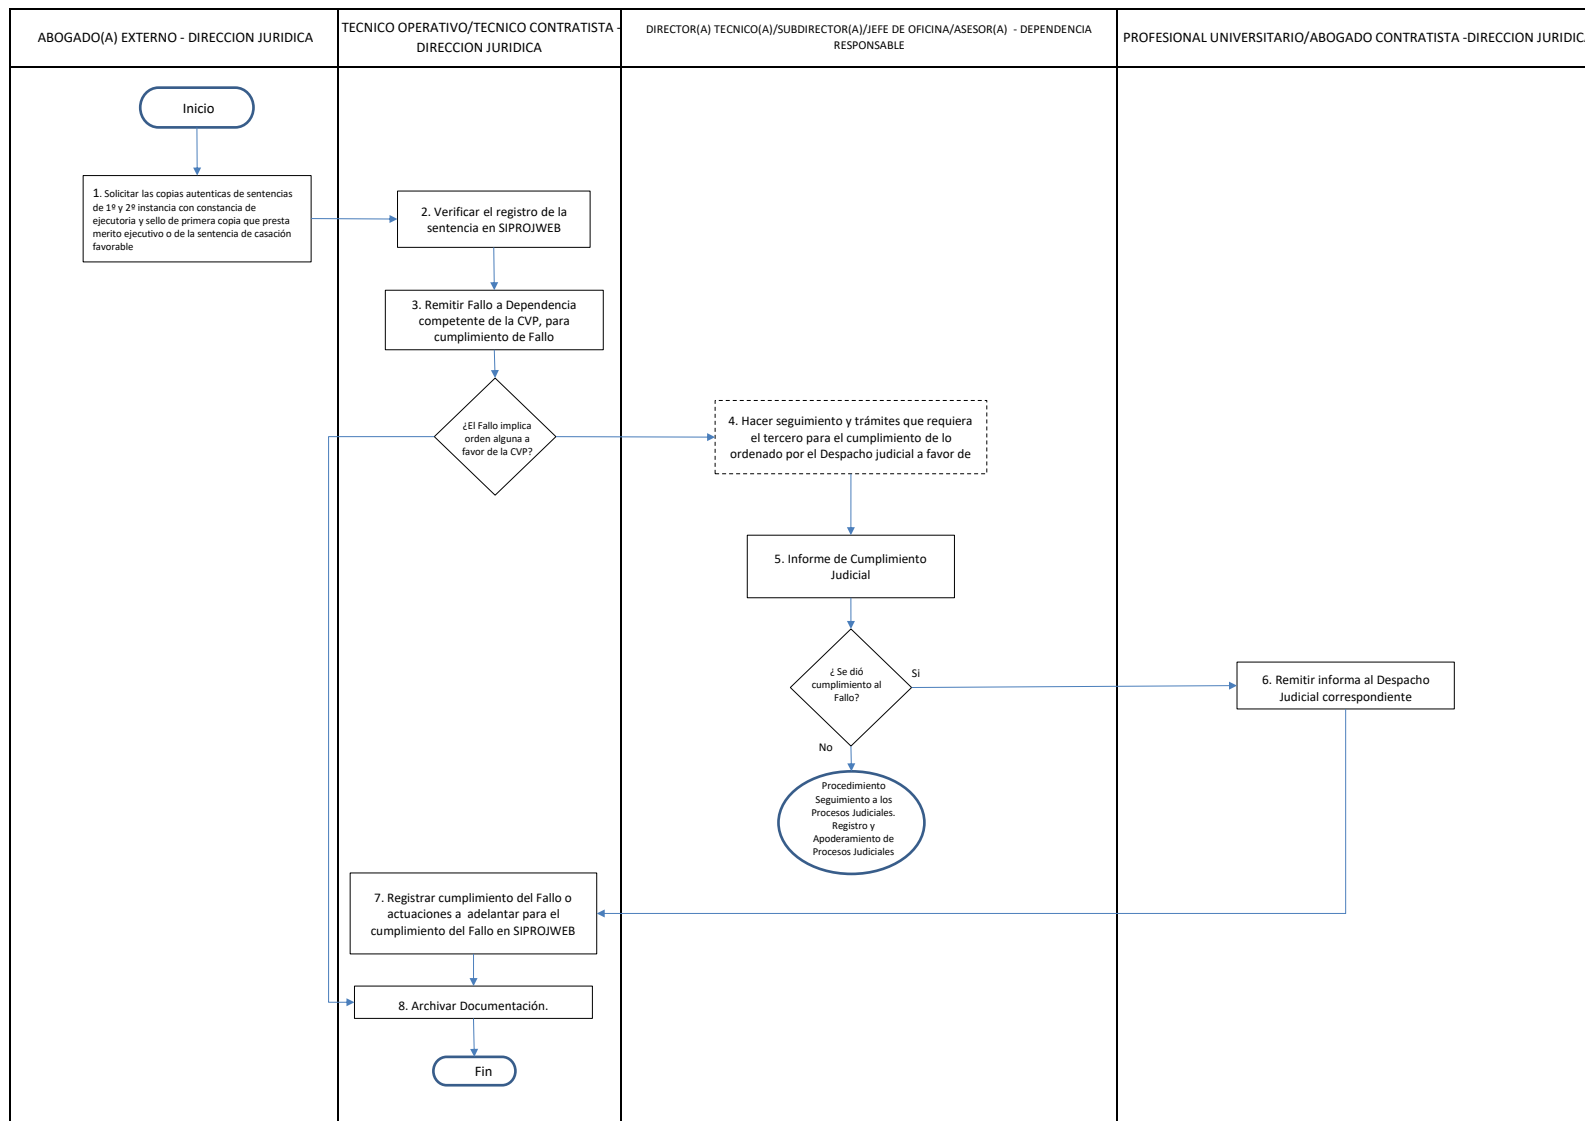 ABOGADO(A) EXTERNO - DIRECCION JURIDICA
TECNICO OPERATIVO/TECNICO CONTRATISTA -
DIRECCION JURIDICA
DIRECTOR(A) TECNICO(A)/SUBDIRECTOR(A)/JEFE DE OFICINA/ASESOR(A) - DEPENDENCIA
RESPONSABLE
PROFESIONAL UNIVERSITARIO/ABOGADO CONTRATISTA -DIRECCION JURIDICA
Inicio
1. Solicitar las copias autenticas de sentencias
de 1º y 2º instancia con constancia de
ejecutoria y sello de primera copia que presta
merito ejecutivo o de la sentencia de casación
favorable
2. Verificar el registro de la
sentencia en SIPROJWEB
3. Remitir Fallo a Dependencia
competente de la CVP, para
cumplimiento de Fallo
¿El Fallo implica
orden alguna a
favor de la CVP?
4. Hacer seguimiento y trámites que requiera
el tercero para el cumplimiento de lo
ordenado por el Despacho judicial a favor de
5. Informe de Cumplimiento
Judicial
¿ Se dió
cumplimiento al
Fallo?
Si
No
6. Remitir informa al Despacho
Judicial correspondiente
Procedimiento
Seguimiento a los
Procesos Judiciales.
Registro y
Apoderamiento de
Procesos Judiciales
7. Registrar cumplimiento del Fallo o
actuaciones a adelantar para el
cumplimiento del Fallo en SIPROJWEB
8. Archivar Documentación.
Fin